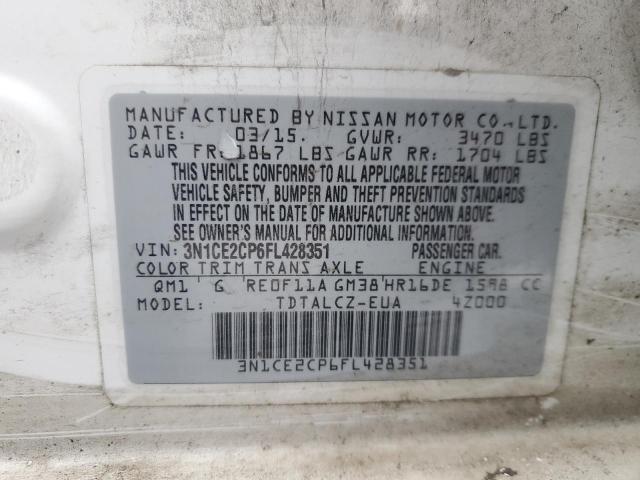 MANUFACTURED BY NISSAN MOTOR CO.,LTD.
DATE: 03/15. GVWR: 3470 LBS
GAWR FR: 1867 LBS GAWR RR: 1704 LBS
THIS VEHICLE CONFORMS TO ALL APPLICABLE FEDERAL MOTOR
VEHICLE SAFETY, BUMPER AND THEFT PREVENTION STANDARDS
IN EFFECT ON THE DATE OF MANUFACTURE SHOWN ABOVE.
SEE OWNER'S MANUAL FOR ADDITIONAL INFORMATION.
VIN: 3N1CE2CP6FL428351 PASSENGER CAR.
COLOR TRIM TRANS AXLE ENGINE
QM1 G RE0F11A GM38 HR16DE 1598 CC
MODEL: TDTALCZ-EUA 4Z000
3N1CE2CP6FL428351